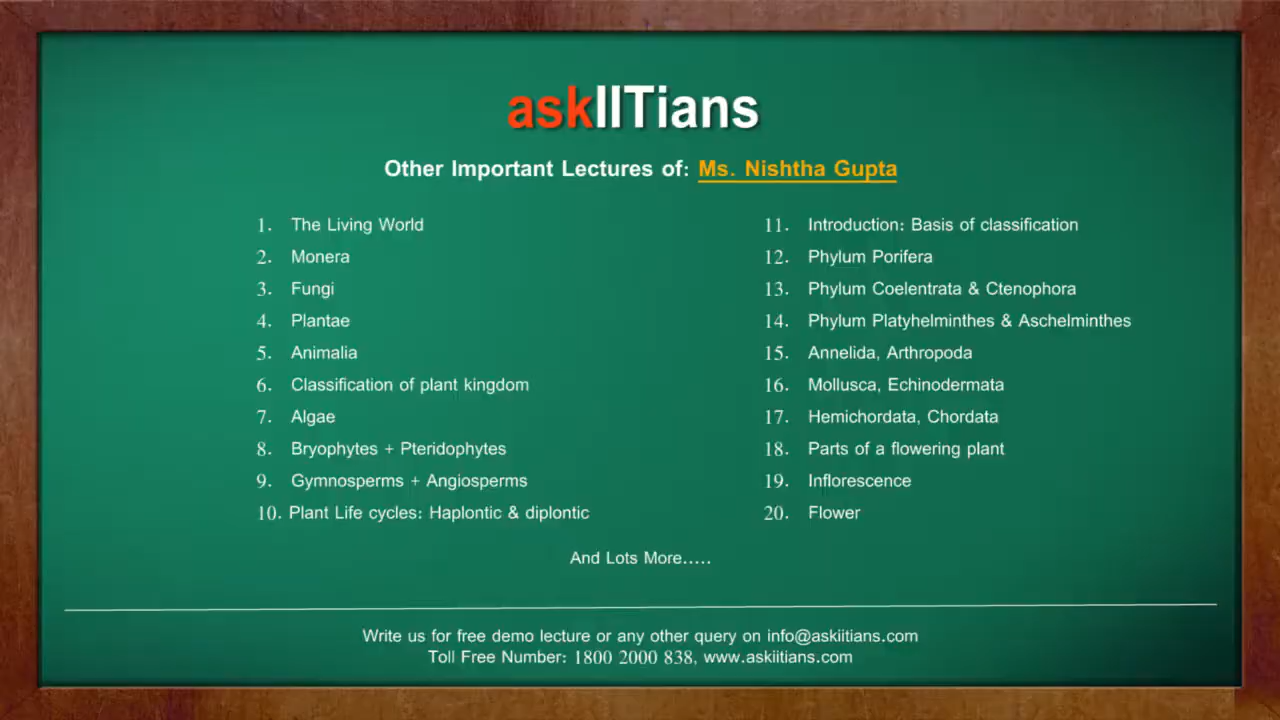 askIITians
Other Important Lectures of: Ms. Nishtha Gupta
1. The Living World
2. Monera
3. Fungi
4. Plantae
5. Animalia
6. Classification of plant kingdom
7. Algae
8. Bryophytes + Pteridophytes
9. Gymnosperms + Angiosperms
10. Plant Life cycles: Haplontic & diplontic
11. Introduction: Basis of classification
12. Phylum Porifera
13. Phylum Coelentrata & Ctenophora
14. Phylum Platyhelminthes & Aschelminthes
15. Annelida, Arthropoda
16. Mollusca, Echinodermata
17. Hemichordata, Chordata
18. Parts of a flowering plant
19. Inflorescence
20. Flower
And Lots More.....
Write us for free demo lecture or any other query on info@askiitians.com
Toll Free Number: 1800 2000 838, www.askiitians.com